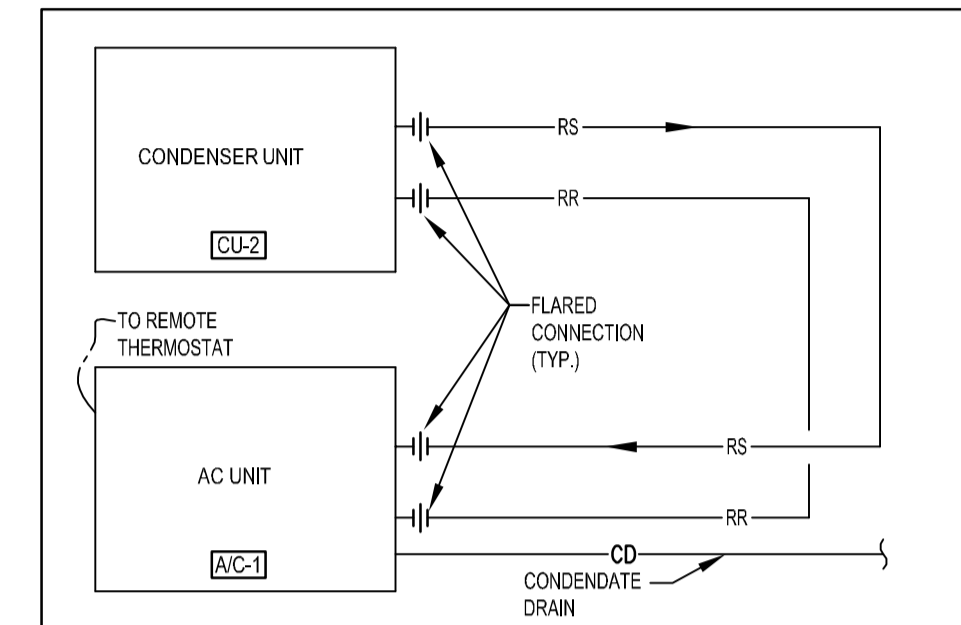 RS
CONDENSER UNIT
RR
CU-2
TO REMOTE
THERMOSTAT
FLARED
CONNECTION
(TYP.)
RS
AC UNIT
RR
A/C-1
CD
CONDENDATE
DRAIN